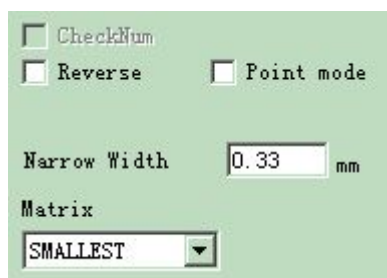 CheckNum
Reverse Point mode
Narrow Width 0.33 mm
Matrix
SMALLEST